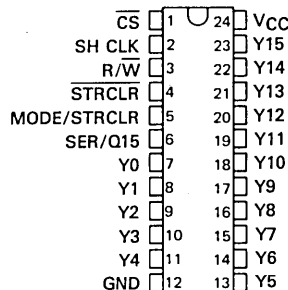 C̅S̅ 1 24 VCC
SH CLK 2 23 Y15
R/W̅ 3 22 Y14
S̅T̅R̅C̅L̅R̅ 4 21 Y13
MODE/STRCLR 5 20 Y12
SER/Q15 6 19 Y11
Y0 7 18 Y10
Y1 8 17 Y9
Y2 9 16 Y8
Y3 10 15 Y7
Y4 11 14 Y6
GND 12 13 Y5